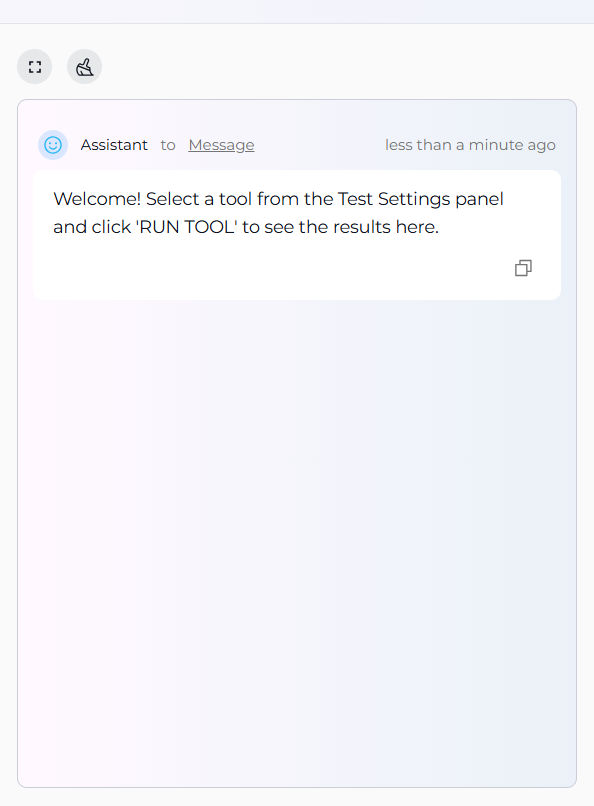 Assistant to Message less than a minute ago
Welcome! Select a tool from the Test Settings panel
and click 'RUN TOOL' to see the results here.